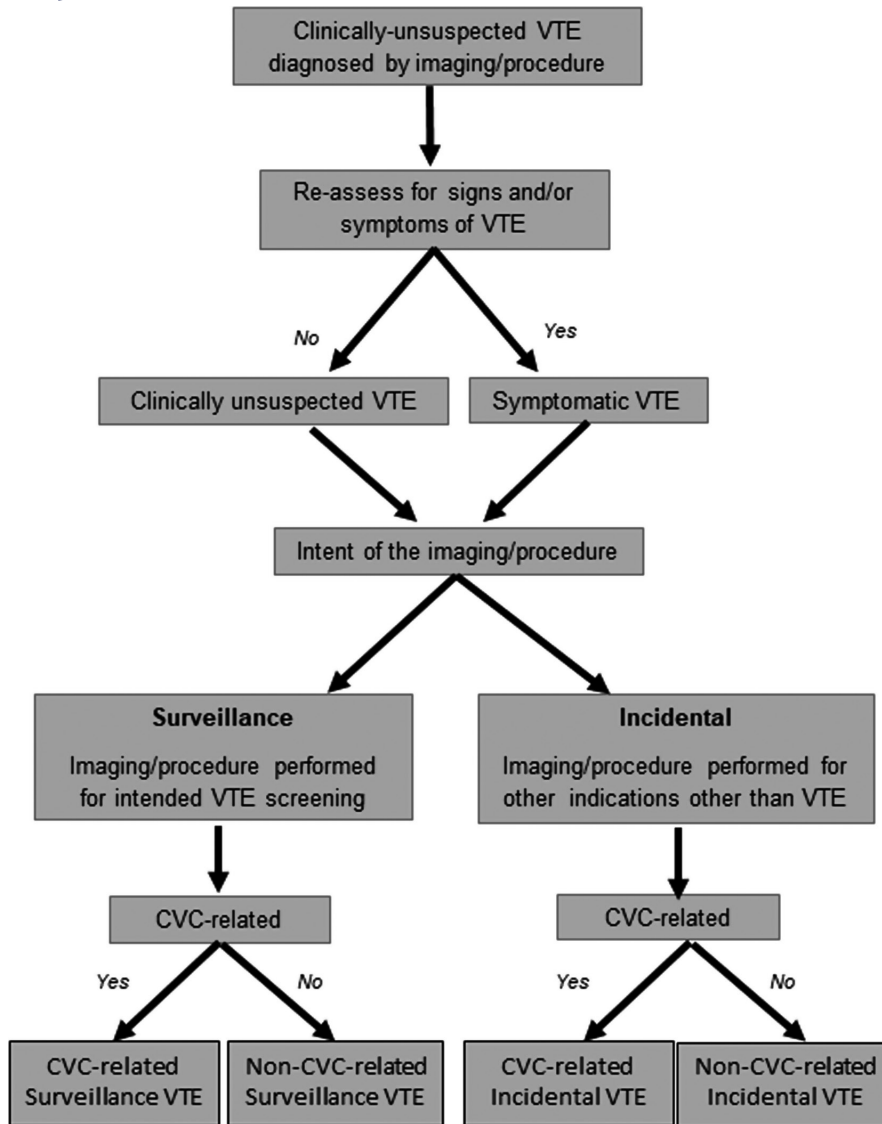 Clinically-unsuspected VTE
diagnosed by imaging/procedure
Re-assess for signs and/or
symptoms of VTE
No
Yes
Clinically unsuspected VTE
Symptomatic VTE
Intent of the imaging/procedure
Surveillance
Imaging/procedure performed
for intended VTE screening
Incidental
Imaging/procedure performed for
other indications other than VTE
CVC-related
CVC-related
Yes
No
Yes
No
CVC-related
Surveillance VTE
Non-CVC-related
Surveillance VTE
CVC-related
Incidental VTE
Non-CVC-related
Incidental VTE